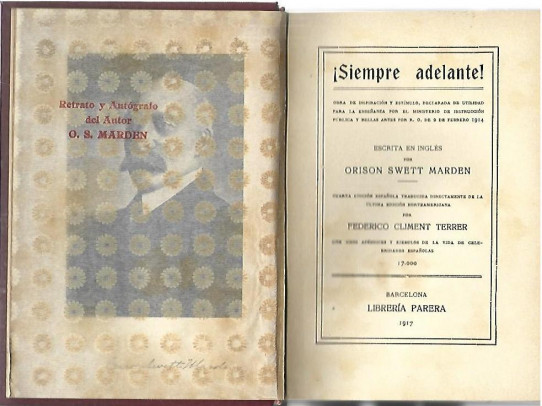 Retrato y Autógrafo
del Autor
O. S. MARDEN
¡Siempre adelante!
OBRA DE INSPIRACIÓN Y ESTÍMULO, DECLARADA DE UTILIDAD
PARA LA ENSEÑANZA POR EL MINISTERIO DE INSTRUCCIÓN
PÚBLICA Y BELLAS ARTES POR R. O. DE 9 DE FEBRERO 1914
ESCRITA EN INGLÉS
POR
ORISON SWETT MARDEN
CUARTA EDICIÓN ESPAÑOLA TRADUCIDA DIRECTAMENTE DE LA
ÚLTIMA EDICIÓN NORTEAMERICANA
POR
FEDERICO CLIMENT TERRER
CON APÉNDICES Y EJEMPLOS DE LA VIDA DE CELE-
ESPAÑOLAS
17.000
BARCELONA
LIBRERÍA PARERA
1917